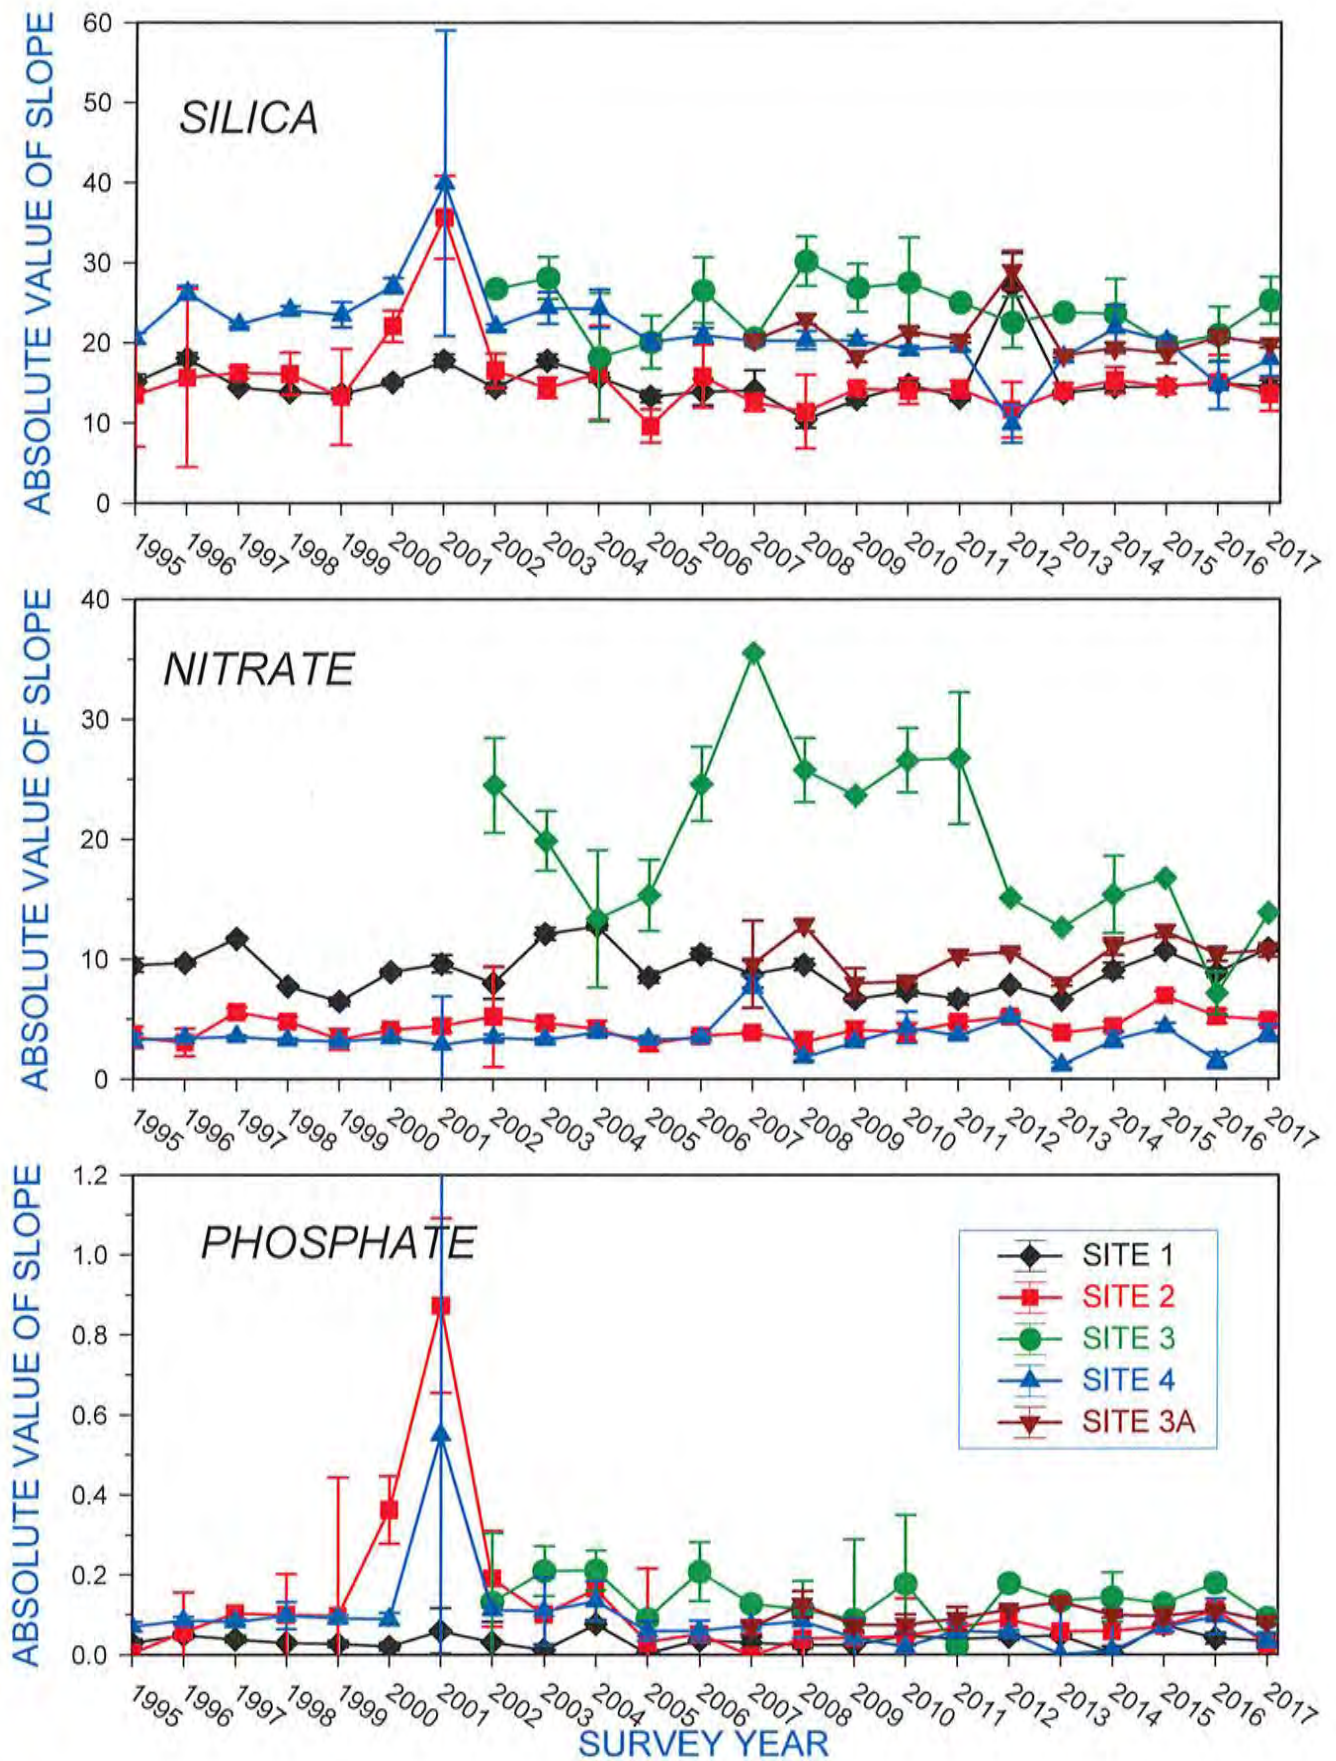 ABSOLUTE VALUE OF SLOPE
60
50
40
30
20
10
0
SILICA
1995 1996 1997 1998 1999 2000 2001 2002 2003 2004 2005 2006 2007 2008 2009 2010 2011 2012 2013 2014 2015 2016 2017
ABSOLUTE VALUE OF SLOPE
40
30
20
10
0
NITRATE
1995 1996 1997 1998 1999 2000 2001 2002 2003 2004 2005 2006 2007 2008 2009 2010 2011 2012 2013 2014 2015 2016 2017
ABSOLUTE VALUE OF SLOPE
1.2
1.0
0.8
0.6
0.4
0.2
0.0
PHOSPHATE
SITE 1
SITE 2
SITE 3
SITE 4
SITE 3A
1995 1996 1997 1998 1999 2000 2001 2002 2003 2004 2005 2006 2007 2008 2009 2010 2011 2012 2013 2014 2015 2016 2017
SURVEY YEAR